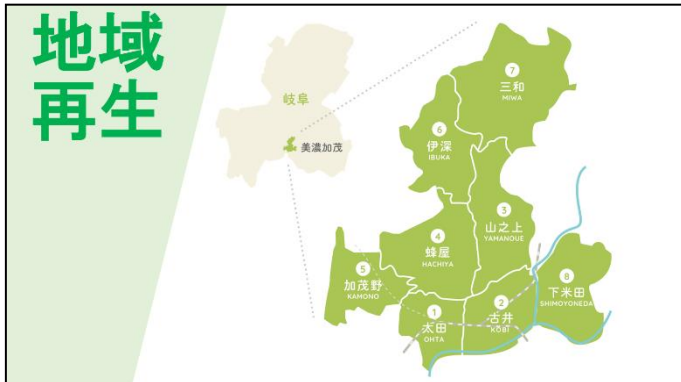 地域
再生
岐阜
美濃加茂
7
三和
MIWA
6
伊深
IBUKA
3
山之上
YAMANOUE
4
蜂屋
HACHIYA
5
加茂野
KAMONO
8
下米田
SHIMOYONEDA
2
古井
KOBI
1
太田
OHTA